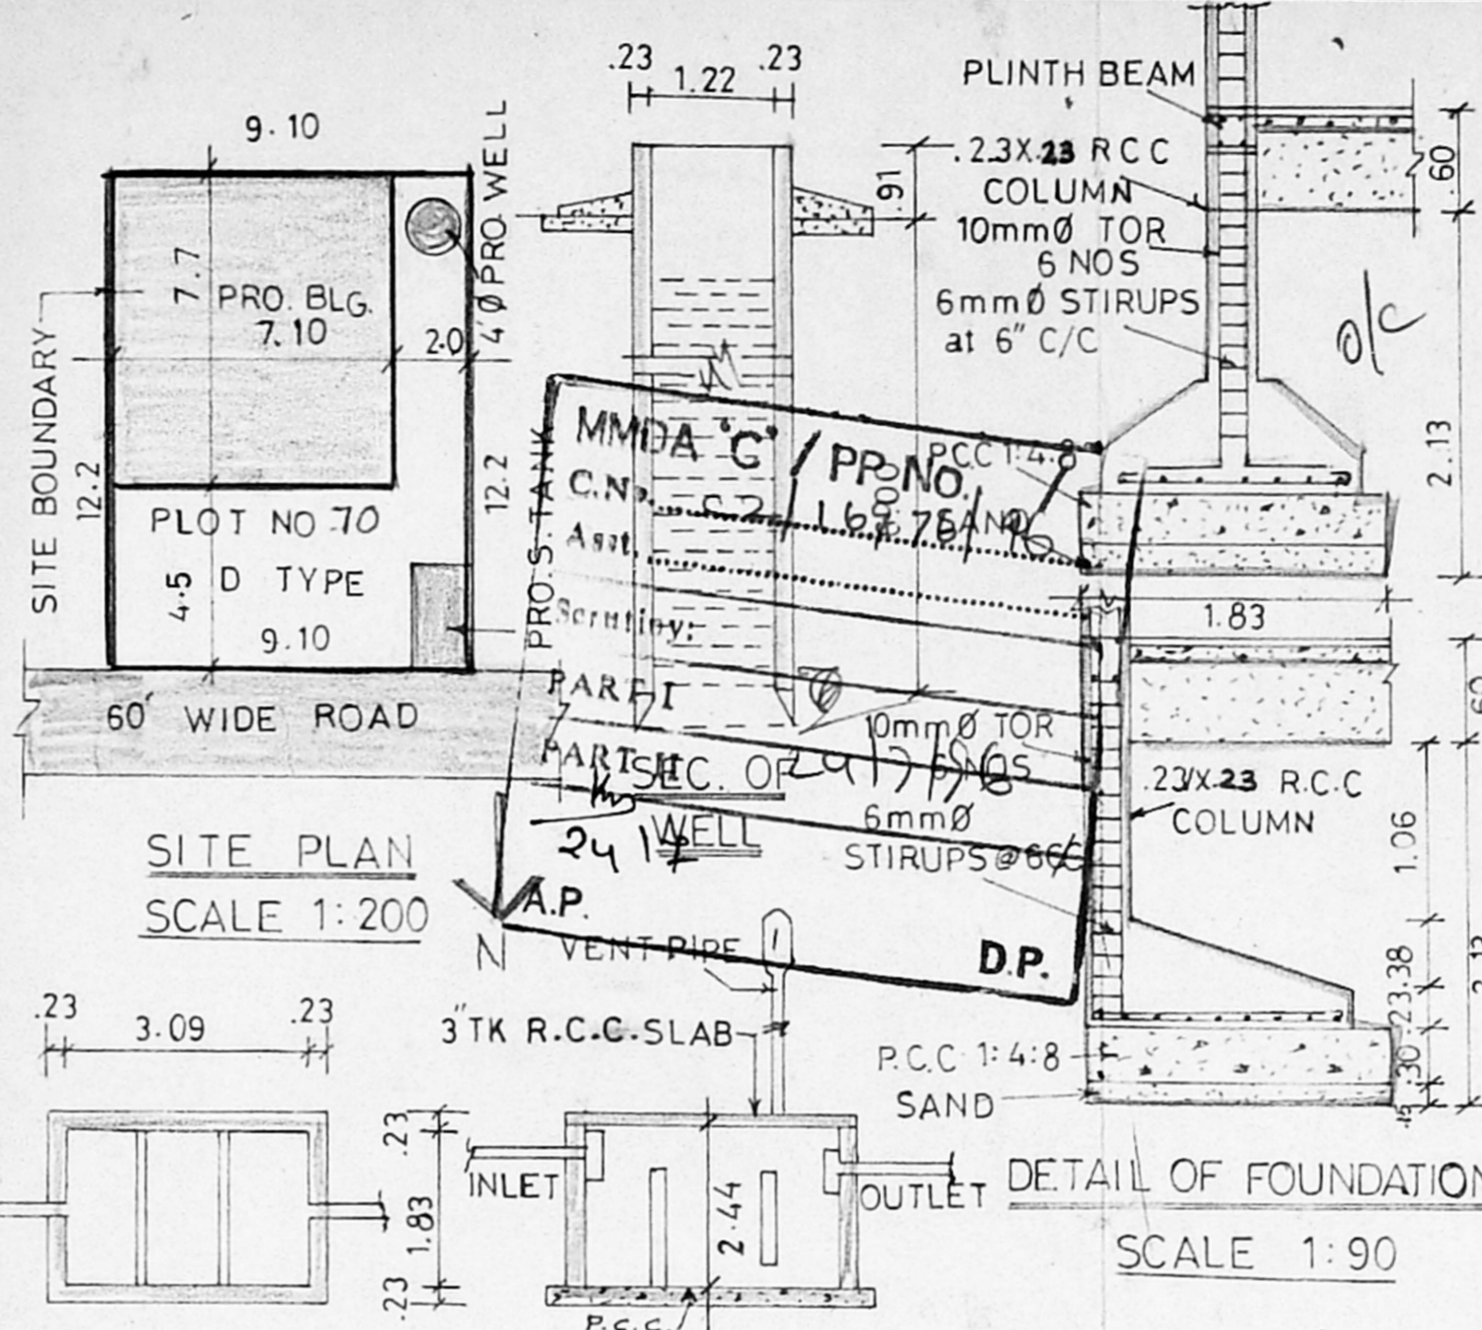 9.10
7.7
PRO. BLG.
7.10
2.0
4'Ø PRO. WELL
SITE BOUNDARY
12.2
12.2
PLOT NO 70
4.5
D TYPE
9.10
PRO.S.TANK
60' WIDE ROAD
SITE PLAN
SCALE 1:200
N
.23
1.22
.23
.91
SEC. OF
WELL
MMDA "C" / PP. NO.
C.No.
Asst.
Scrutiny:
PART I
PART II
A.P.
D.P.
PLINTH BEAM
.23X.23 RCC
COLUMN
10mmØ TOR
6 NOS
6mmØ STIRUPS
at 6" C/C
P.C.C 1:4:8
SAND
60
2.13
O/C
1.83
10mmØ TOR
6 NOS
6mmØ
STIRUPS@6"C/C
.23X.23 R.C.C
COLUMN
1.06
.38
.23
.30
P.C.C 1:4:8
SAND
DETAIL OF FOUNDATION
SCALE 1:90
.23
3.09
.23
.23
1.83
.23
VENT PIPE
3"TK R.C.C.SLAB
INLET
OUTLET
2.44
P.C.C.